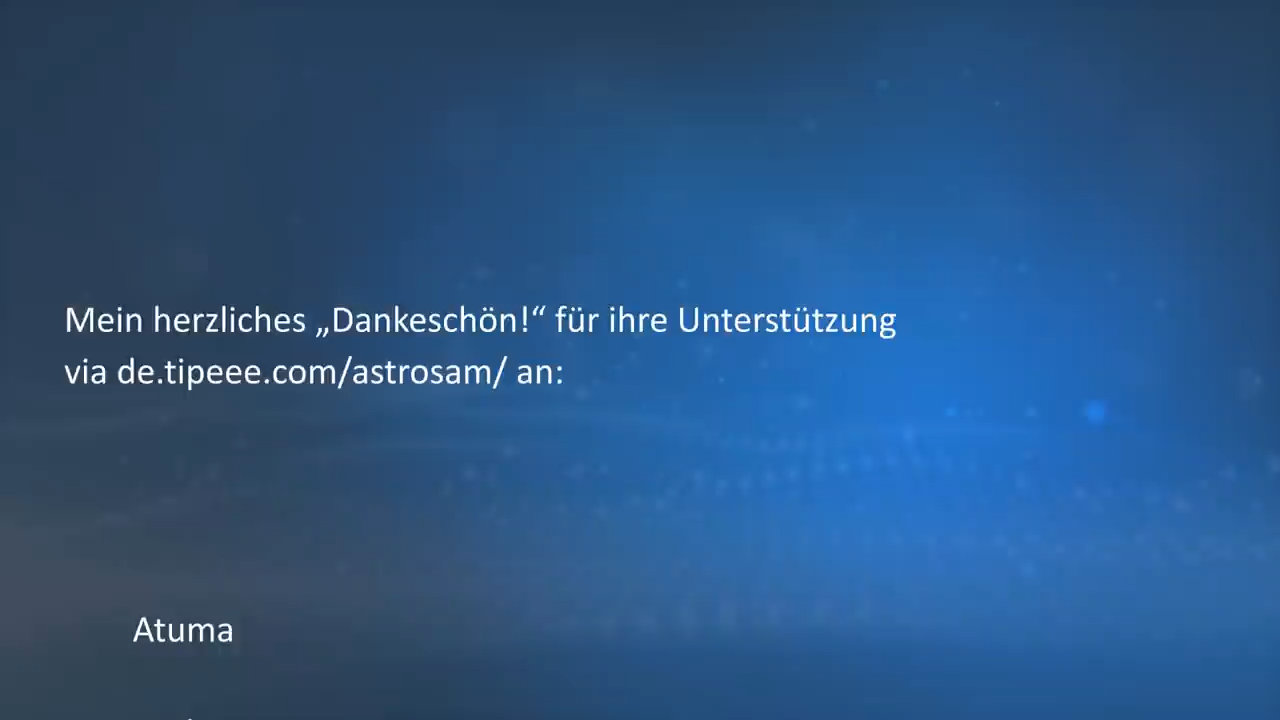 Mein herzliches „Dankeschön!“ für ihre Unterstützung
via de.tipeee.com/astrosam/ an:
Atuma